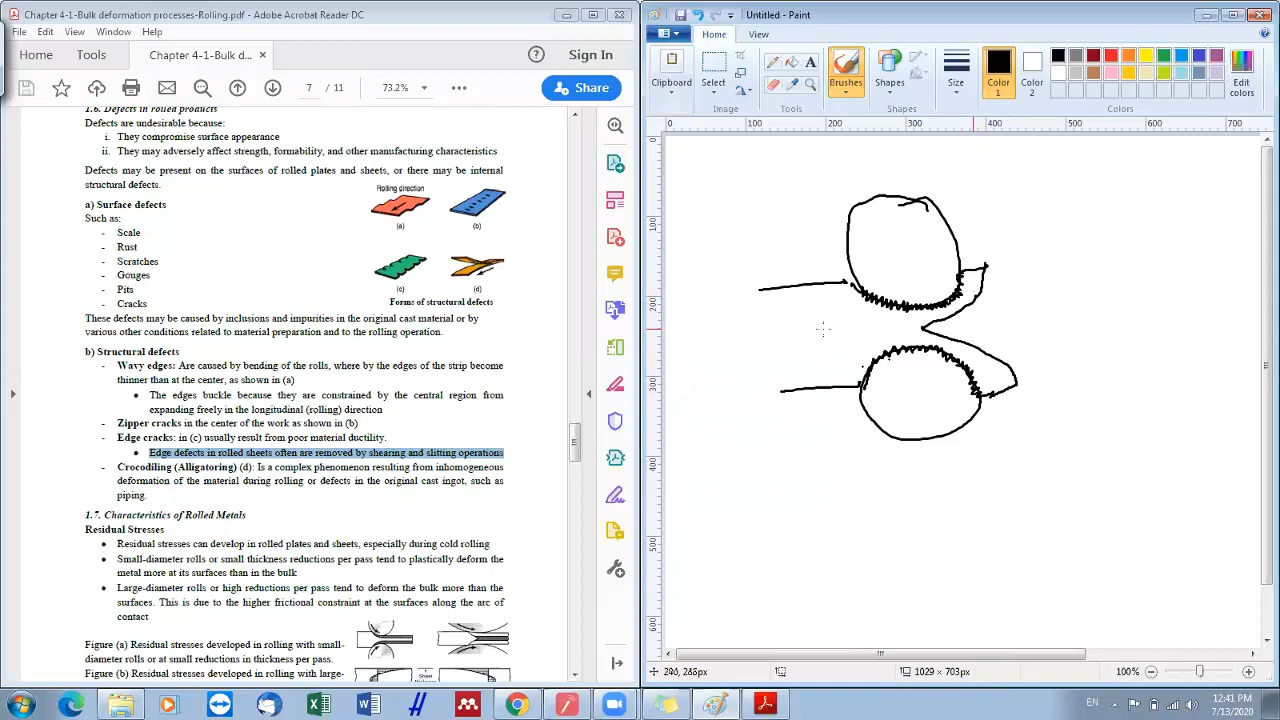 Chapter 4-1-Bulk deformation processes-Rolling.pdf - Adobe Acrobat Reader DC
File Edit View Window Help
Home Tools Chapter 4-1-Bulk d... × Sign In
7 / 11 73.2% Share
1.6. Defects in rolled products
Defects are undesirable because:
i. They compromise surface appearance
ii. They may adversely affect strength, formability, and other manufacturing characteristics
Defects may be present on the surfaces of rolled plates and sheets, or there may be internal
structural defects.
a) Surface defects
Such as:
- Scale
- Rust
- Scratches
- Gouges
- Pits
- Cracks
Rolling direction
(a) (b)
(c) (d)
Forms of structural defects
These defects may be caused by inclusions and impurities in the original cast material or by
various other conditions related to material preparation and to the rolling operation.
b) Structural defects
- Wavy edges: Are caused by bending of the rolls, where by the edges of the strip become
thinner than at the center, as shown in (a)
• The edges buckle because they are constrained by the central region from
expanding freely in the longitudinal (rolling) direction
- Zipper cracks in the center of the work as shown in (b)
- Edge cracks: in (c) usually result from poor material ductility.
• Edge defects in rolled sheets often are removed by shearing and slitting operations
- Crocodiling (Alligatoring) (d): Is a complex phenomenon resulting from inhomogeneous
deformation of the material during rolling or defects in the original cast ingot, such as
piping.
1.7. Characteristics of Rolled Metals
Residual Stresses
• Residual stresses can develop in rolled plates and sheets, especially during cold rolling
• Small-diameter rolls or small thickness reductions per pass tend to plastically deform the
metal more at its surfaces than in the bulk
• Large-diameter rolls or high reductions per pass tend to deform the bulk more than the
surfaces. This is due to the higher frictional constraint at the surfaces along the arc of
contact
Figure (a) Residual stresses developed in rolling with small-
diameter rolls or at small reductions in thickness per pass.
Figure (b) Residual stresses developed in rolling with large-
Untitled - Paint
Home View
Clipboard Select Brushes Shapes Size Color 1 Color 2 Edit colors
Image Tools Shapes Colors
0 100 200 300 400 500 600 700
0
100
200
300
400
500
600
1029 × 703px 100%
EN 12:41 PM
7/13/2020